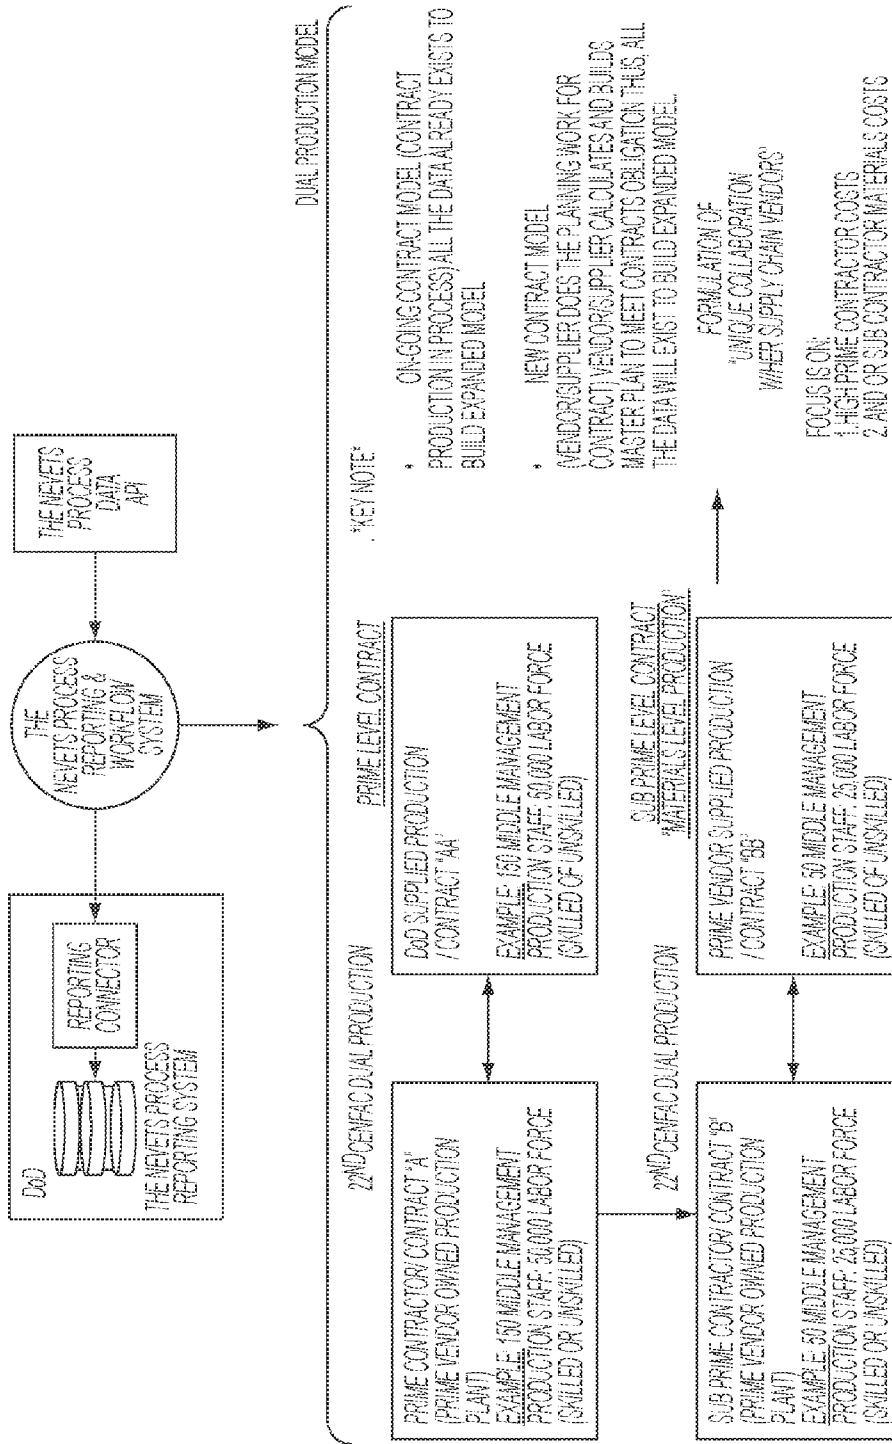 DoD
THE NEVETS PROCESS
REPORTING SYSTEM
REPORTING
CONNECTOR
THE
NEVETS PROCESS
REPORTING &
WORKFLOW
SYSTEM
THE NEVETS
PROCESS
DATA
API
DUAL PRODUCTION MODEL
22ND CENFAC DUAL PRODUCTION
PRIME CONTRACTOR/ CONTRACT "A"
(PRIME VENDOR OWNED PRODUCTION
PLANT)
EXAMPLE: 150 MIDDLE MANAGEMENT
PRODUCTION STAFF: 50,000 LABOR FORCE
(SKILLED OR UNSKILLED)
PRIME LEVEL CONTRACT
DoD SUPPLIED PRODUCTION
/ CONTRACT "AA"
EXAMPLE: 150 MIDDLE MANAGEMENT
PRODUCTION STAFF: 50,000 LABOR FORCE
(SKILLED OF UNSKILLED)
22ND CENFAC DUAL PRODUCTION
SUB PRIME CONTRACTOR/ CONTRACT "B"
(PRIME VENDOR OWNED PRODUCTION
PLANT)
EXAMPLE: 50 MIDDLE MANAGEMENT
PRODUCTION STAFF: 25,000 LABOR FORCE
(SKILLED OR UNSKILLED)
SUB PRIME LEVEL CONTRACT
"MATERIALS LEVEL PRODUCTION"
PRIME VENDOR SUPPLIED PRODUCTION
/ CONTRACT "BB"
EXAMPLE: 50 MIDDLE MANAGEMENT
PRODUCTION STAFF: 25,000 LABOR FORCE
(SKILLED OF UNSKILLED)
. *KEY NOTE*
* ON-GOING CONTRACT MODEL (CONTRACT
PRODUCTION IN PROCESS) ALL THE DATA ALREADY EXISTS TO
BUILD EXPANDED MODEL
* NEW CONTRACT MODEL
(VENDOR/SUPPLIER DOES THE PLANNING WORK FOR
CONTRACT) VENDOR/SUPPLIER CALCULATES AND BUILDS
MASTER PLAN TO MEET CONTRACTS OBLIGATION THUS, ALL
THE DATA WILL EXIST TO BUILD EXPANDED MODEL.
FORMULATION OF
"UNIQUE COLLABORATION
W/HER SUPPLY CHAIN VENDORS"
FOCUS IS ON:
1. HIGH PRIME CONTRACTOR COSTS
2. AND OR SUB CONTRACTOR MATERIALS COSTS